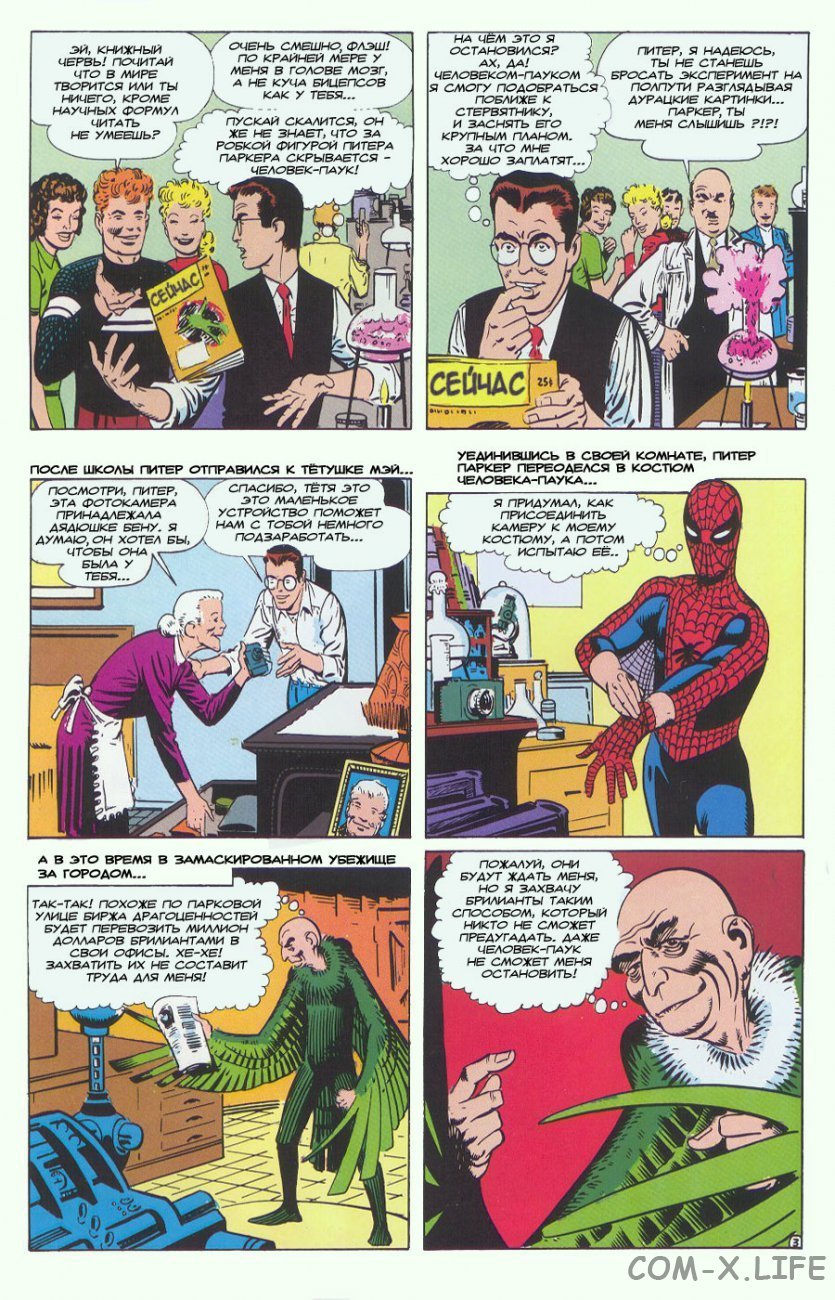 ЭЙ, КНИЖНЫЙ
ЧЕРВЬ! ПОЧИТАЙ
ЧТО В МИРЕ
ТВОРИТСЯ ИЛИ ТЫ
НИЧЕГО, КРОМЕ
НАУЧНЫХ ФОРМУЛ
ЧИТАТЬ
НЕ УМЕЕШЬ?
ОЧЕНЬ СМЕШНО, ФЛЭШ!
ПО КРАЙНЕЙ МЕРЕ У
МЕНЯ В ГОЛОВЕ МОЗГ,
А НЕ КУЧА БИЦЕПСОВ
КАК У ТЕБЯ...
ПУСКАЙ СКАЛИТСЯ, ОН
ЖЕ НЕ ЗНАЕТ, ЧТО ЗА
РОБКОЙ ФИГУРОЙ ПИТЕРА
ПАРКЕРА СКРЫВАЕТСЯ -
ЧЕЛОВЕК-ПАУК!
СЕЙЧАС
НА ЧЁМ ЭТО Я
ОСТАНОВИЛСЯ?
АХ, ДА!
ЧЕЛОВЕКОМ-ПАУКОМ
Я СМОГУ ПОДОБРАТЬСЯ
ПОБЛИЖЕ К
СТЕРВЯТНИКУ,
И ЗАСНЯТЬ ЕГО
КРУПНЫМ ПЛАНОМ.
ЗА ЧТО МНЕ
ХОРОШО ЗАПЛАТЯТ...
ПИТЕР, Я НАДЕЮСЬ,
ТЫ НЕ СТАНЕШЬ
БРОСАТЬ ЭКСПЕРИМЕНТ НА
ПОЛПУТИ РАЗГЛЯДЫВАЯ
ДУРАЦКИЕ КАРТИНКИ...
ПАРКЕР, ТЫ
МЕНЯ СЛЫШИШЬ ?!?!
СЕЙЧАС
25¢
ПОСЛЕ ШКОЛЫ ПИТЕР ОТПРАВИЛСЯ К ТЁТУШКЕ МЭЙ...
ПОСМОТРИ, ПИТЕР,
ЭТА ФОТОКАМЕРА
ПРИНАДЛЕЖАЛА
ДЯДЮШКЕ БЕНУ. Я
ДУМАЮ, ОН ХОТЕЛ БЫ,
ЧТОБЫ ОНА
БЫЛА У
ТЕБЯ...
СПАСИБО, ТЁТЯ ЭТО
ЭТО МАЛЕНЬКОЕ
УСТРОЙСТВО ПОМОЖЕТ
НАМ С ТОБОЙ НЕМНОГО
ПОДЗАРАБОТАТЬ...
УЕДИНИВШИСЬ В СВОЕЙ КОМНАТЕ, ПИТЕР
ПАРКЕР ПЕРЕОДЕЛСЯ В КОСТЮМ
ЧЕЛОВЕКА-ПАУКА...
Я ПРИДУМАЛ, КАК
ПРИСОЕДИНИТЬ
КАМЕРУ К МОЕМУ
КОСТЮМУ, А ПОТОМ
ИСПЫТАЮ ЕЁ..
А В ЭТО ВРЕМЯ В ЗАМАСКИРОВАННОМ УБЕЖИЩЕ
ЗА ГОРОДОМ...
ТАК-ТАК! ПОХОЖЕ ПО ПАРКОВОЙ
УЛИЦЕ БИРЖА ДРАГОЦЕННОСТЕЙ
БУДЕТ ПЕРЕВОЗИТЬ МИЛЛИОН
ДОЛЛАРОВ БРИЛИАНТАМИ В
СВОИ ОФИСЫ. ХЕ-ХЕ!
ЗАХВАТИТЬ ИХ НЕ СОСТАВИТ
ТРУДА ДЛЯ МЕНЯ!
ПОЖАЛУЙ, ОНИ
БУДУТ ЖДАТЬ МЕНЯ,
НО Я ЗАХВАЧУ
БРИЛИАНТЫ ТАКИМ
СПОСОБОМ, КОТОРЫЙ
НИКТО НЕ СМОЖЕТ
ПРЕДУГАДАТЬ. ДАЖЕ
ЧЕЛОВЕК-ПАУК
НЕ СМОЖЕТ МЕНЯ
ОСТАНОВИТЬ!
3
COM-X.LIFE